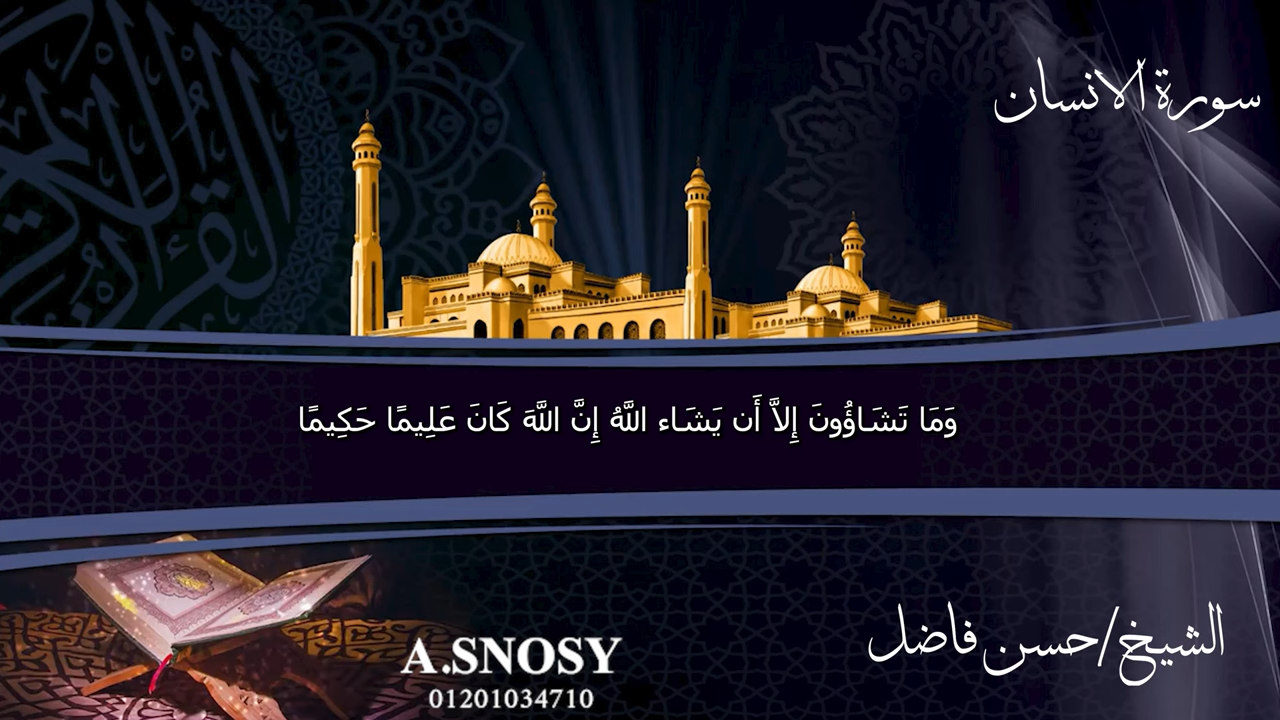 سورة الانسان
وَمَا تَشَاؤُونَ إِلاَّ أَن يَشَاء اللَّهُ إِنَّ اللَّهَ كَانَ عَلِيمًا حَكِيمًا
الشيخ/حسن فاضل
A.SNOSY
01201034710